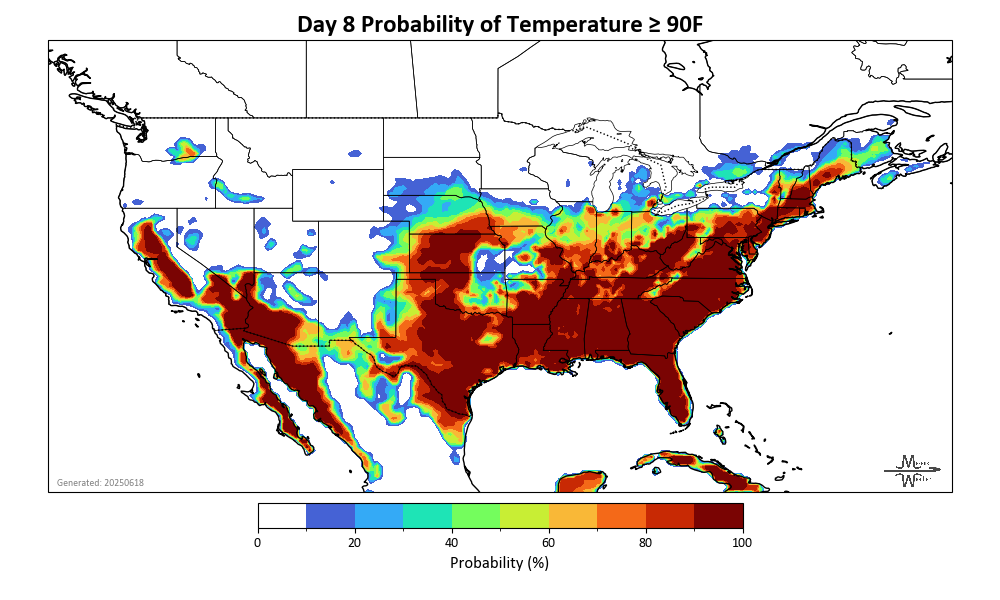 Day 8 Probability of Temperature ≥ 90F
Generated: 20250618
M
W
0 20 40 60 80 100
Probability (%)